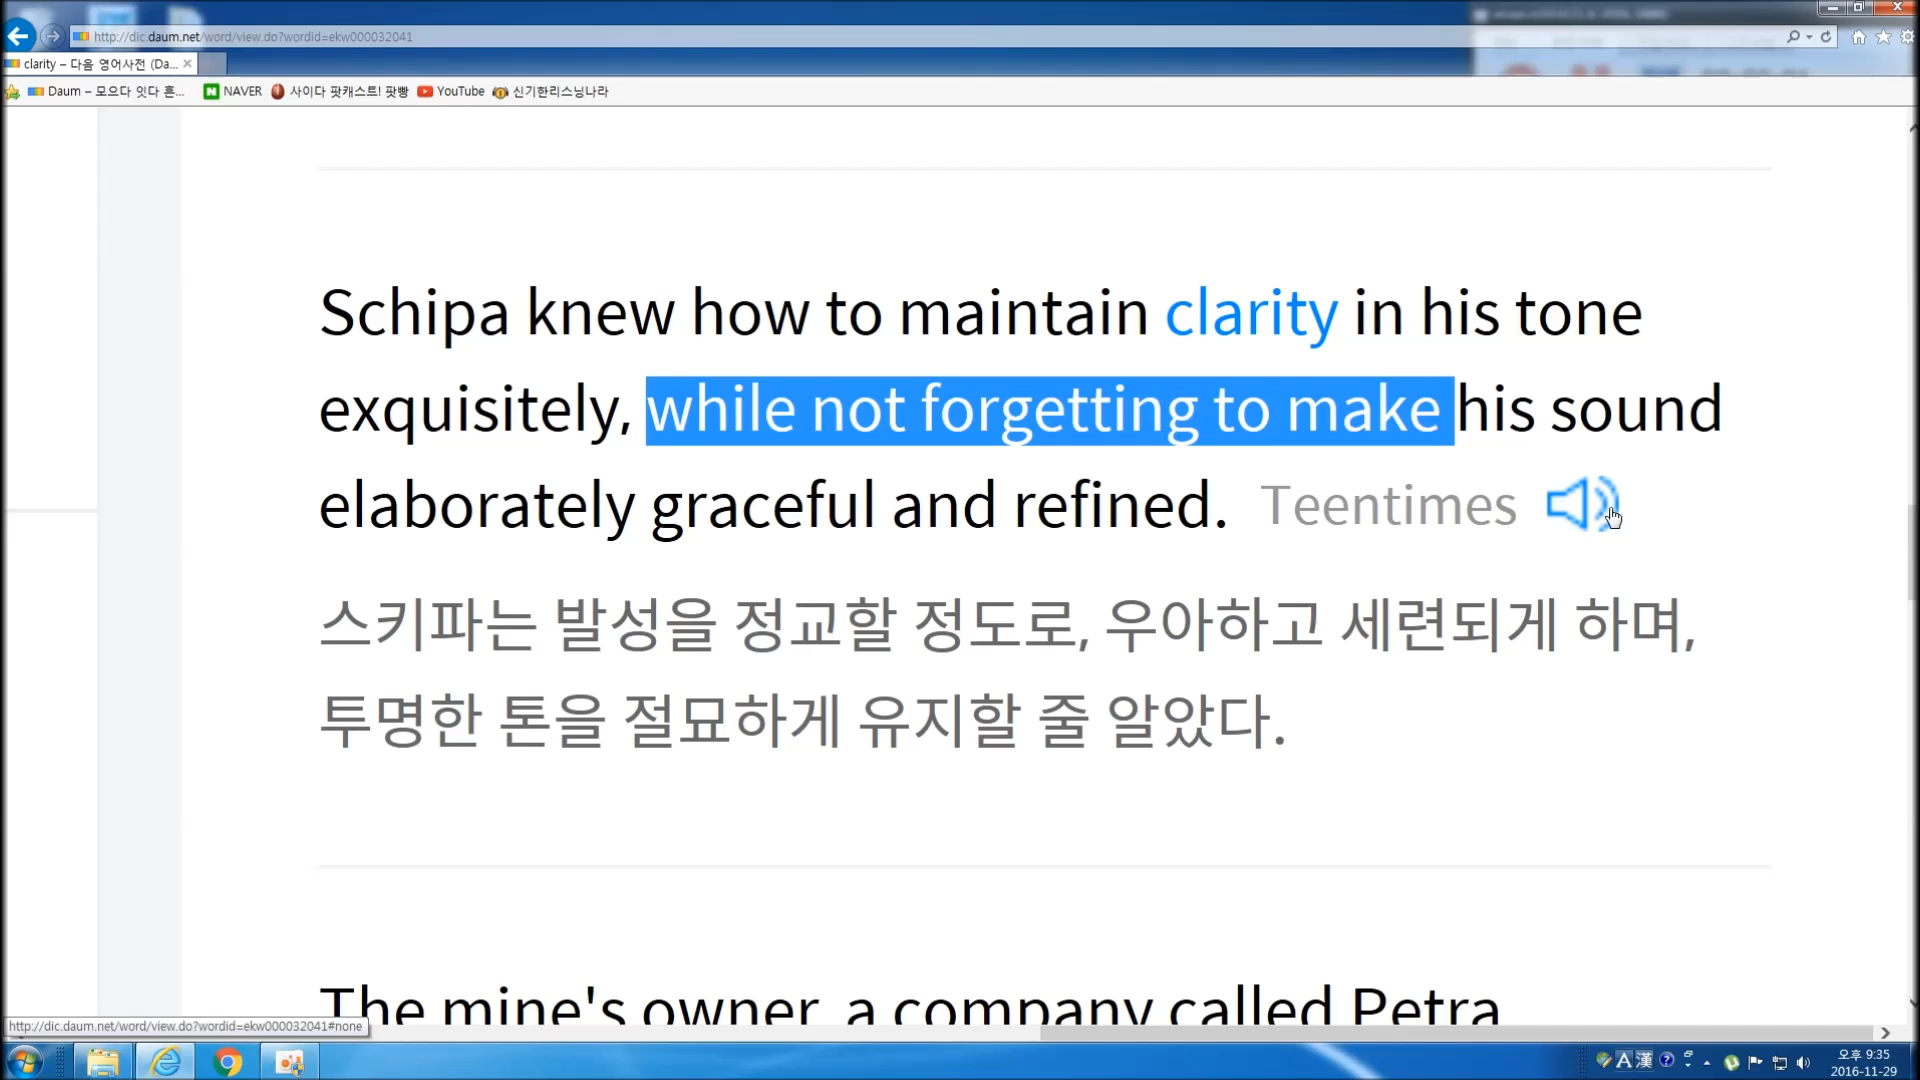 http://dic.daum.net/word/view.do?wordid=ekw000032041
clarity – 다음 영어사전 (Da...
Daum – 모으다 잇다 흔... NAVER 사이다 팟캐스트! 팟빵 YouTube 신기한리스닝나라
Schipa knew how to maintain clarity in his tone
exquisitely, while not forgetting to make his sound
elaborately graceful and refined. Teentimes
스키파는 발성을 정교할 정도로, 우아하고 세련되게 하며,
투명한 톤을 절묘하게 유지할 줄 알았다.
The mine's owner, a company called Petra
http://dic.daum.net/word/view.do?wordid=ekw000032041#none
A 漢
오후 9:35
2016-11-29